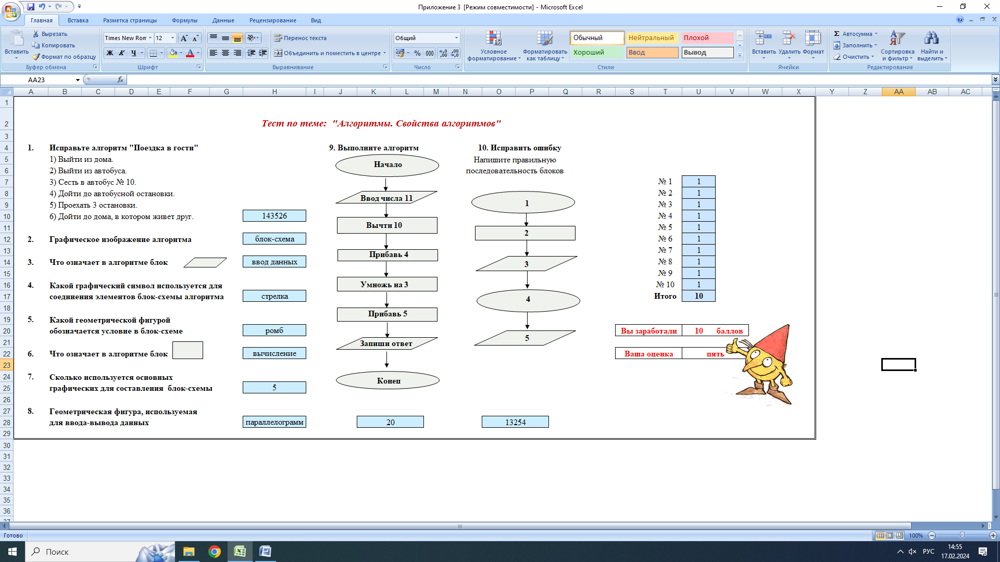 Приложение 3 [Режим совместимости] - Microsoft Excel
Главная Вставка Разметка страницы Формулы Данные Рецензирование Вид
Вставить
Вырезать
Копировать
Формат по образцу
Буфер обмена
Times New Ron 12
Ж К Ч
Шрифт
Перенос текста
Объединить и поместить в центре
Выравнивание
Общий
% 000
Число
Условное форматирование
Форматировать как таблицу
Обычный Нейтральный Плохой
Хороший Ввод Вывод
Стили
Вставить Удалить Формат
Ячейки
Σ Автосумма
Заполнить
Очистить
Сортировка и фильтр
Найти и выделить
Редактирование
AA23 fx
A B C D E F G H I J K L M N O P Q R S T U V W X Y Z AA AB AC
1
2
3
4
5
6
7
8
9
10
11
12
13
14
15
16
17
18
19
20
21
22
23
24
25
26
27
28
29
30
31
32
33
34
35
36
37
Тест по теме: "Алгоритмы. Свойства алгоритмов"
1. Исправьте алгоритм "Поездка в гости"
1) Выйти из дома.
2) Выйти из автобуса.
3) Сесть в автобус № 10.
4) Дойти до автобусной остановки.
5) Проехать 3 остановки.
6) Дойти до дома, в котором живет друг.
143526
2. Графическое изображение алгоритма
блок-схема
3. Что означает в алгоритме блок
ввод данных
4. Какой графический символ используется для
соединения элементов блок-схемы алгоритма
стрелка
5. Какой геометрической фигурой
обозначается условие в блок-схеме
ромб
6. Что означает в алгоритме блок
вычисление
7. Сколько используется основных
графических для составления блок-схемы
5
8. Геометрическая фигура, используемая
для ввода-вывода данных
параллелограмм
9. Выполните алгоритм
Начало
Ввод числа 11
Вычти 10
Прибавь 4
Умножь на 3
Прибавь 5
Запиши ответ
Конец
20
10. Исправить ошибку
Напишите правильную
последовательность блоков
1
2
3
4
5
13254
№ 1 1
№ 2 1
№ 3 1
№ 4 1
№ 5 1
№ 6 1
№ 7 1
№ 8 1
№ 9 1
№ 10 1
Итого 10
Вы заработали 10 баллов
Ваша оценка пять
Готово
100%
Поиск
РУС
14:55
17.02.2024